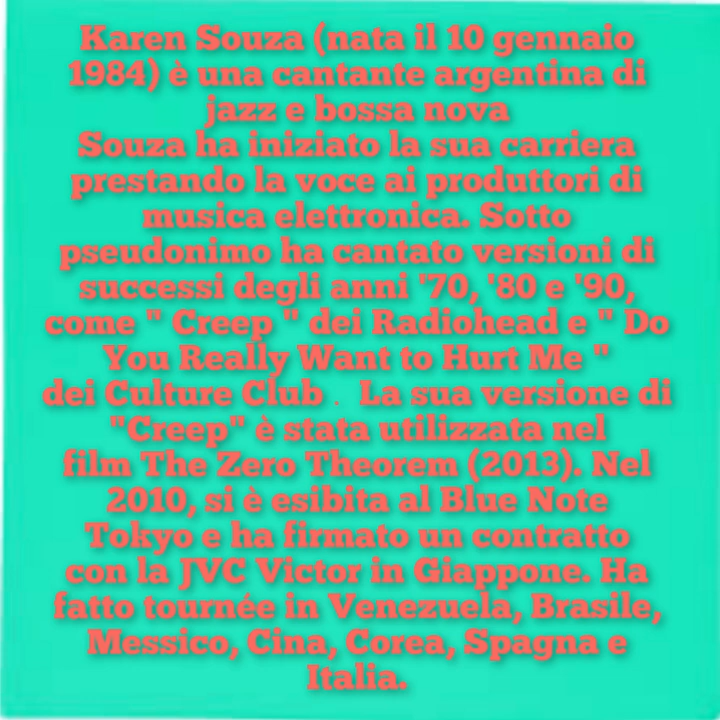 Karen Souza (nata il 10 gennaio
1984) è una cantante argentina di
jazz e bossa nova
Souza ha iniziato la sua carriera
prestando la voce ai produttori di
musica elettronica. Sotto
pseudonimo ha cantato versioni di
successi degli anni '70, '80 e '90,
come " Creep " dei Radiohead e " Do
You Really Want to Hurt Me "
dei Culture Club . La sua versione di
"Creep" è stata utilizzata nel
film The Zero Theorem (2013). Nel
2010, si è esibita al Blue Note
Tokyo e ha firmato un contratto
con la JVC Victor in Giappone. Ha
fatto tournée in Venezuela, Brasile,
Messico, Cina, Corea, Spagna e
Italia.